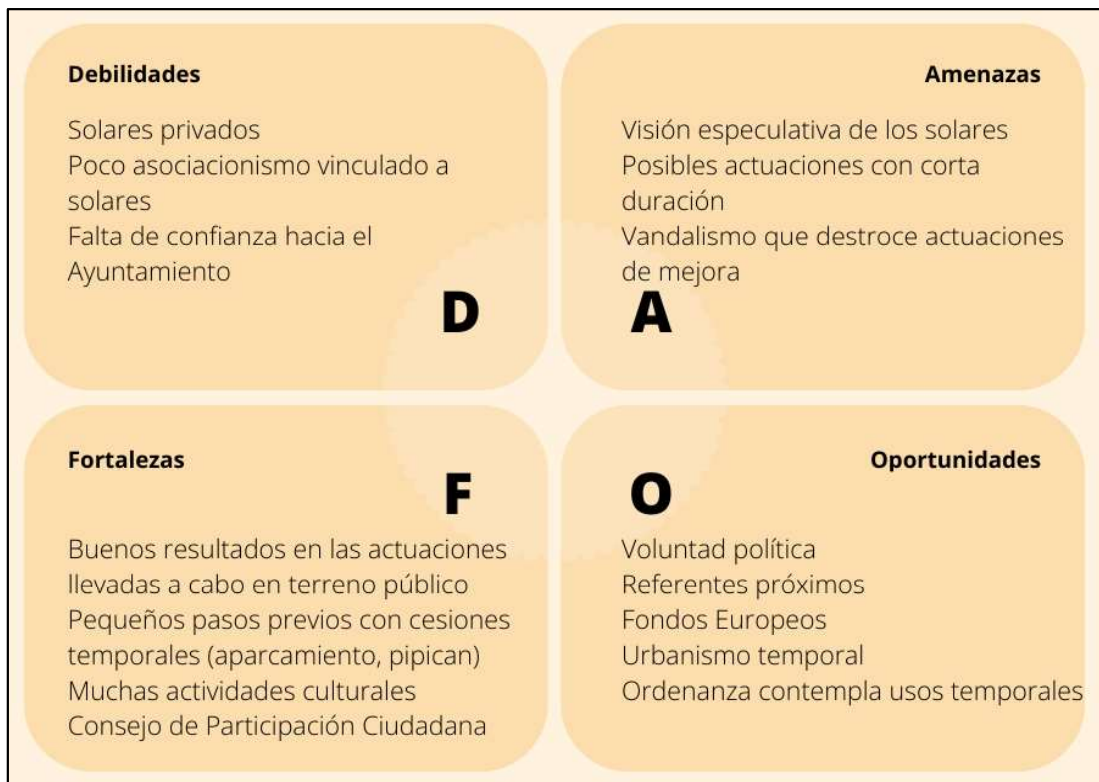 Debilidades
Solares privados
Poco asociacionismo vinculado a
solares
Falta de confianza hacia el
Ayuntamiento
D
Amenazas
Visión especulativa de los solares
Posibles actuaciones con corta
duración
Vandalismo que destroce actuaciones
de mejora
A
Fortalezas
F
Buenos resultados en las actuaciones
llevadas a cabo en terreno público
Pequeños pasos previos con cesiones
temporales (aparcamiento, pipican)
Muchas actividades culturales
Consejo de Participación Ciudadana
Oportunidades
O
Voluntad política
Referentes próximos
Fondos Europeos
Urbanismo temporal
Ordenanza contempla usos temporales